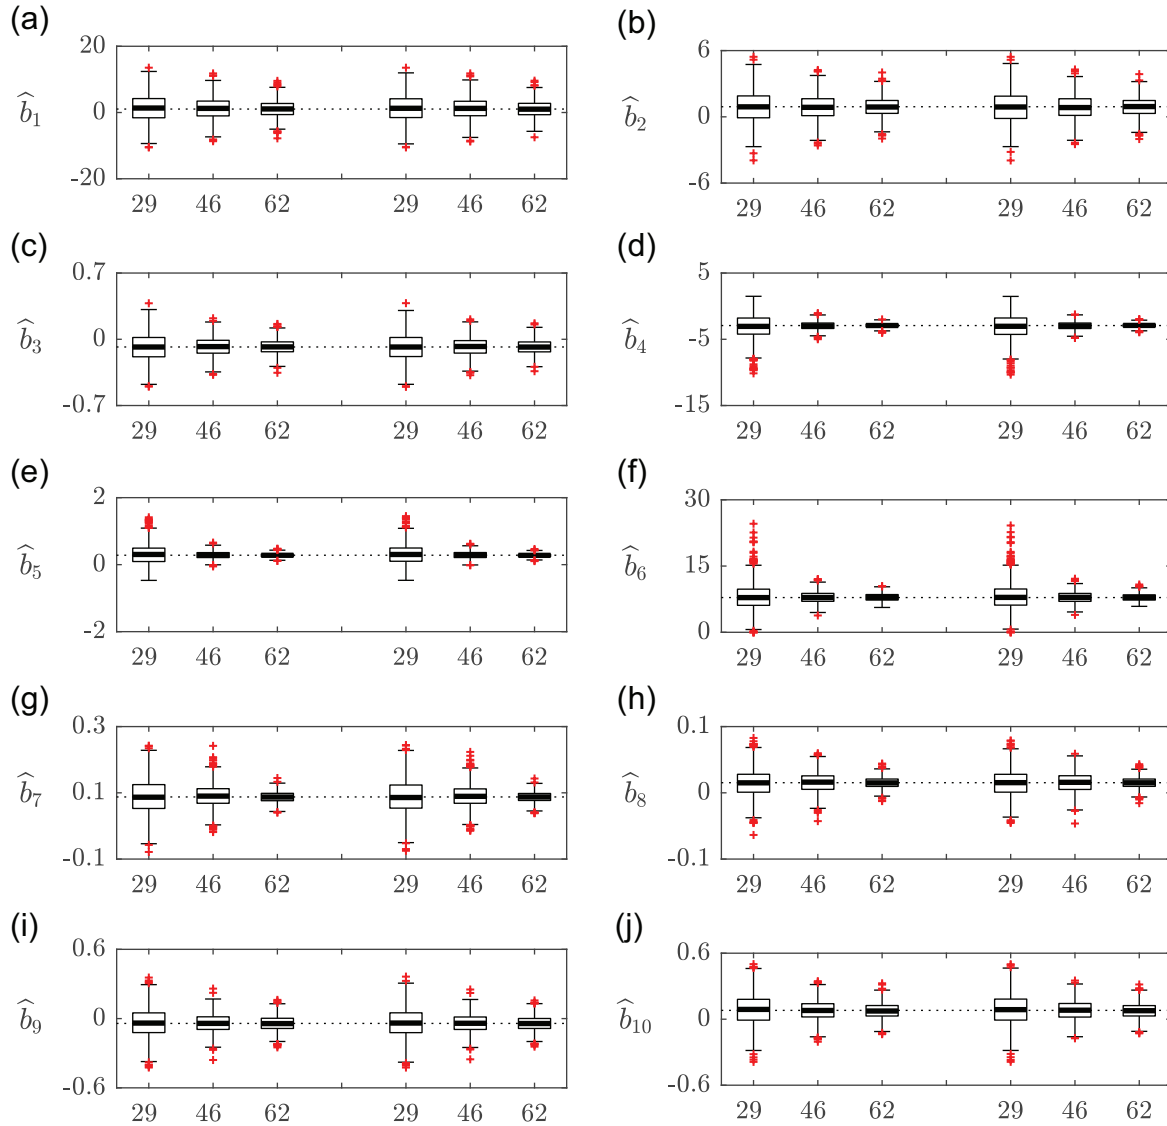 (a) (b)
20 6
b̂₁ 0 b̂₂ 0
-20 -6
29 46 62 29 46 62 29 46 62 29 46 62
(c) (d)
0.7 5
b̂₃ 0 b̂₄ -5
-0.7 -15
29 46 62 29 46 62 29 46 62 29 46 62
(e) (f)
2 30
b̂₅ 0 b̂₆ 15
-2 0
29 46 62 29 46 62 29 46 62 29 46 62
(g) (h)
0.3 0.1
b̂₇ 0.1 b̂₈ 0
-0.1 -0.1
29 46 62 29 46 62 29 46 62 29 46 62
(i) (j)
0.6 0.6
b̂₉ 0 b̂₁₀ 0
-0.6 -0.6
29 46 62 29 46 62 29 46 62 29 46 62